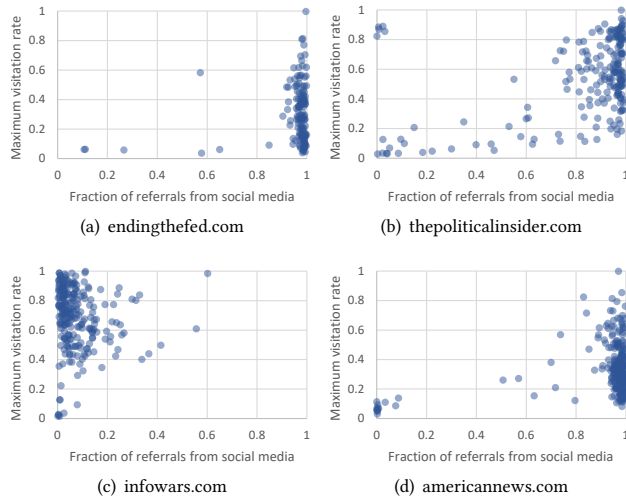 1
0.8
0.6
0.4
0.2
0
Maximum visitation rate
0 0.2 0.4 0.6 0.8 1
Fraction of referrals from social media
(a) endingthefed.com
1
0.8
0.6
0.4
0.2
0
Maximum visitation rate
0 0.2 0.4 0.6 0.8 1
Fraction of referrals from social media
(b) thepoliticalinsider.com
1
0.8
0.6
0.4
0.2
0
Maximum visitation rate
0 0.2 0.4 0.6 0.8 1
Fraction of referrals from social media
(c) infowars.com
1
0.8
0.6
0.4
0.2
0
Maximum visitation rate
0 0.2 0.4 0.6 0.8 1
Fraction of referrals from social media
(d) americannews.com